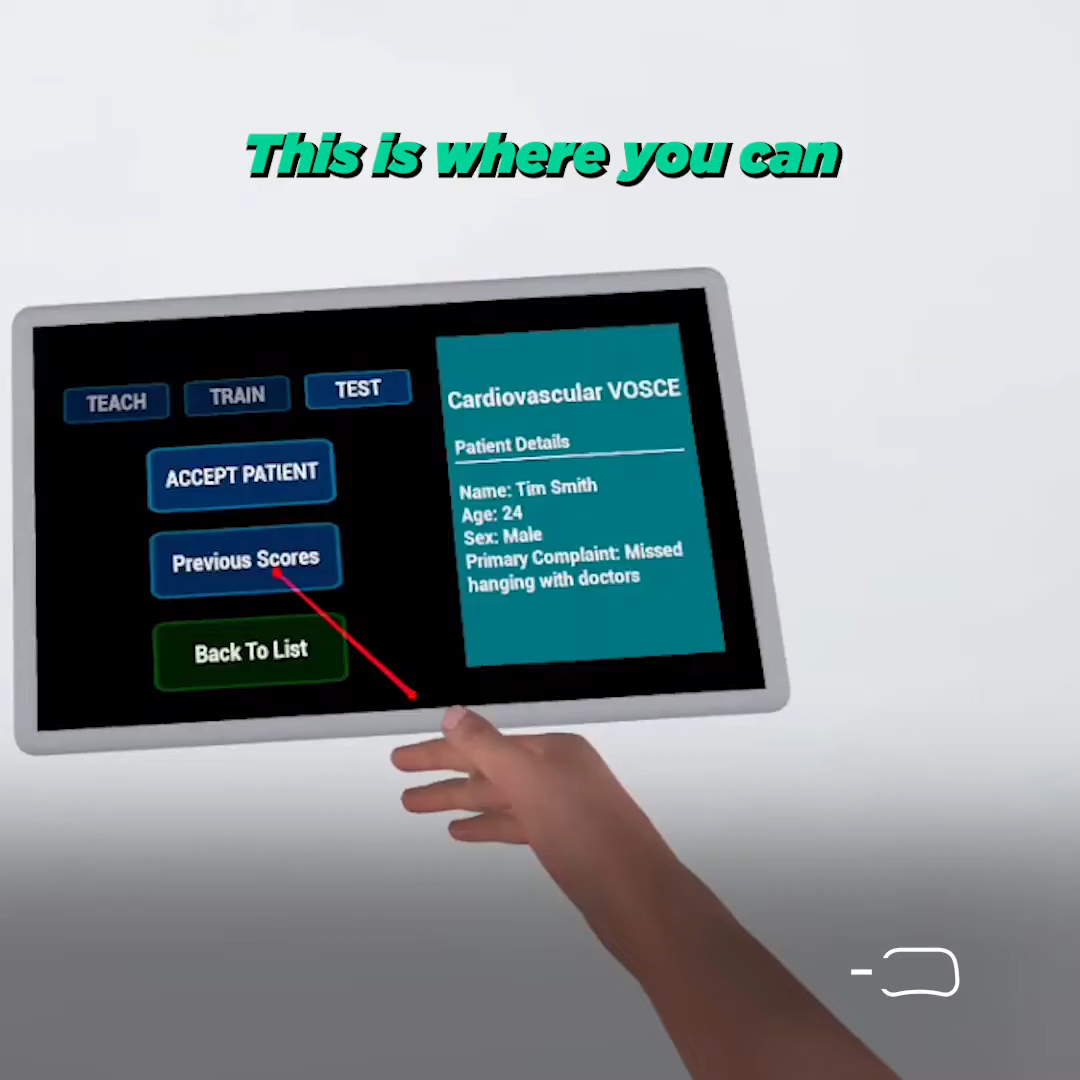 This is where you can
TEACH
TRAIN
TEST
ACCEPT PATIENT
Previous Scores
Back To List
Cardiovascular VOSCE
Patient Details
Name: Tim Smith
Age: 24
Sex: Male
Primary Complaint: Missed
hanging with doctors